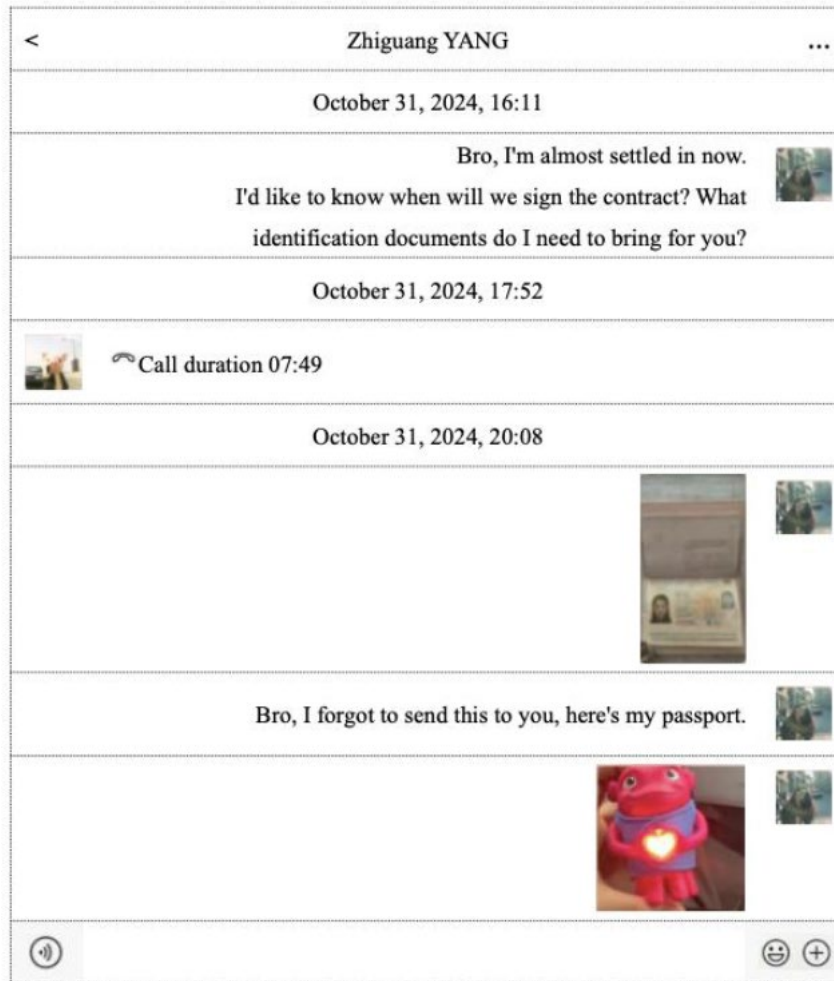 < Zhiguang YANG ...
October 31, 2024, 16:11
Bro, I'm almost settled in now.
I'd like to know when will we sign the contract? What
identification documents do I need to bring for you?
October 31, 2024, 17:52
Call duration 07:49
October 31, 2024, 20:08
Bro, I forgot to send this to you, here's my passport.